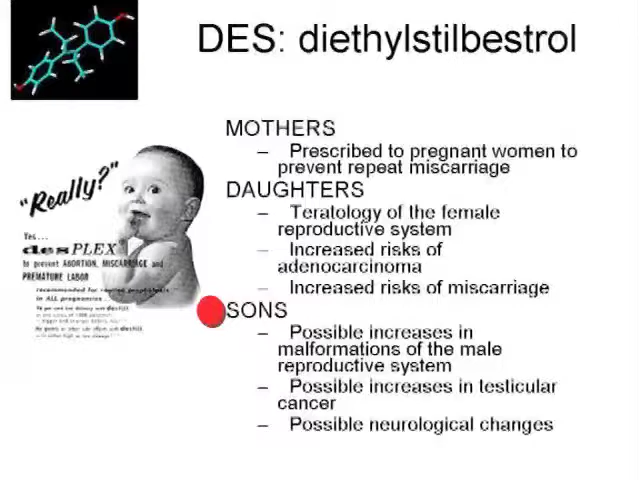 DES: diethylstilbestrol
MOTHERS
– Prescribed to pregnant women to
prevent repeat miscarriage
DAUGHTERS
– Teratology of the female
reproductive system
– Increased risks of
adenocarcinoma
– Increased risks of miscarriage
SONS
– Possible increases in
malformations of the male
reproductive system
– Possible increases in testicular
cancer
– Possible neurological changes
"Really?"
Yes...
desPLEX
to prevent ABORTION, MISCARRIAGE and
PREMATURE LABOR
recommended for routine prophylaxis
in ALL pregnancies